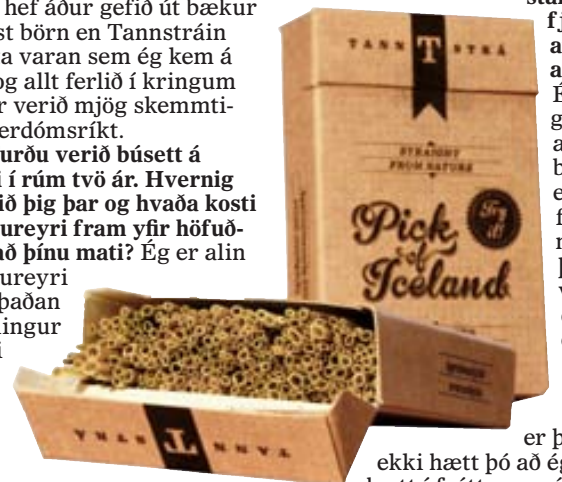 hef áður gefið út bækur
st börn en Tannstráin
a varan sem ég kem á
og allt ferlið í kringum
r verið mjög skemmti-
erdómsríkt.
urðu verið búsett á
i í rúm tvö ár. Hvernig
ið þig þar og hvaða kosti
ureyri fram yfir höfuð-
að þínu mati? Ég er alin
ureyri
þaðan
ingur
i
TANN T STRÁ
STRAIGHT
FROM NATURE
Pick
of
Iceland
Try it!
TANN T STRÁ
fj
a
a
É
g
a
b
e
f
er þ
ekki hætt þó að ég